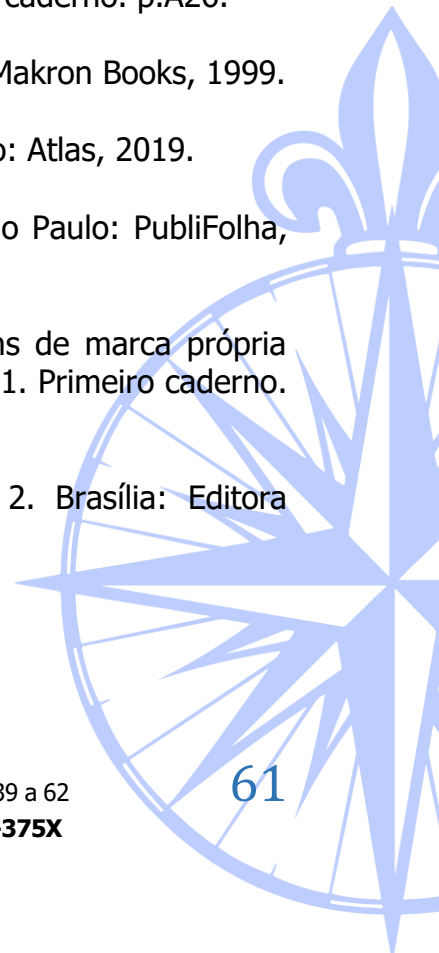 caderno. p.A26.
Makron Books, 1999.
o: Atlas, 2019.
o Paulo: PubliFolha,
ns de marca própria
1. Primeiro caderno.
2. Brasília: Editora
39 a 62
61
-375X